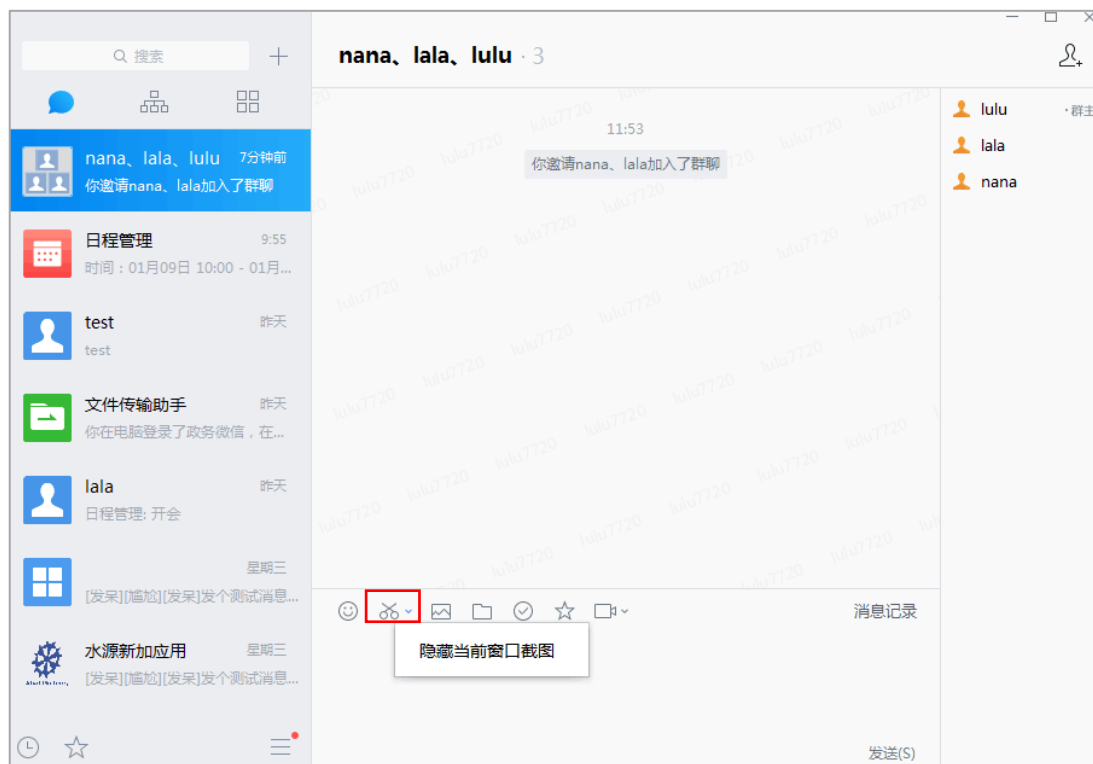 搜索
nana、lala、lulu 7分钟前
你邀请nana、lala加入了群聊
日程管理 9:55
时间：01月09日 10:00 - 01月...
test 昨天
test
文件传输助手 昨天
你在电脑登录了政务微信，在...
lala 昨天
日程管理: 开会
星期三
[发呆][尴尬][发呆]发个测试消息...
水源新加应用 星期三
[发呆][尴尬][发呆]发个测试消息...
nana、lala、lulu · 3
11:53
你邀请nana、lala加入了群聊
lulu7720
消息记录
隐藏当前窗口截图
发送(S)
lulu ·群主
lala
nana